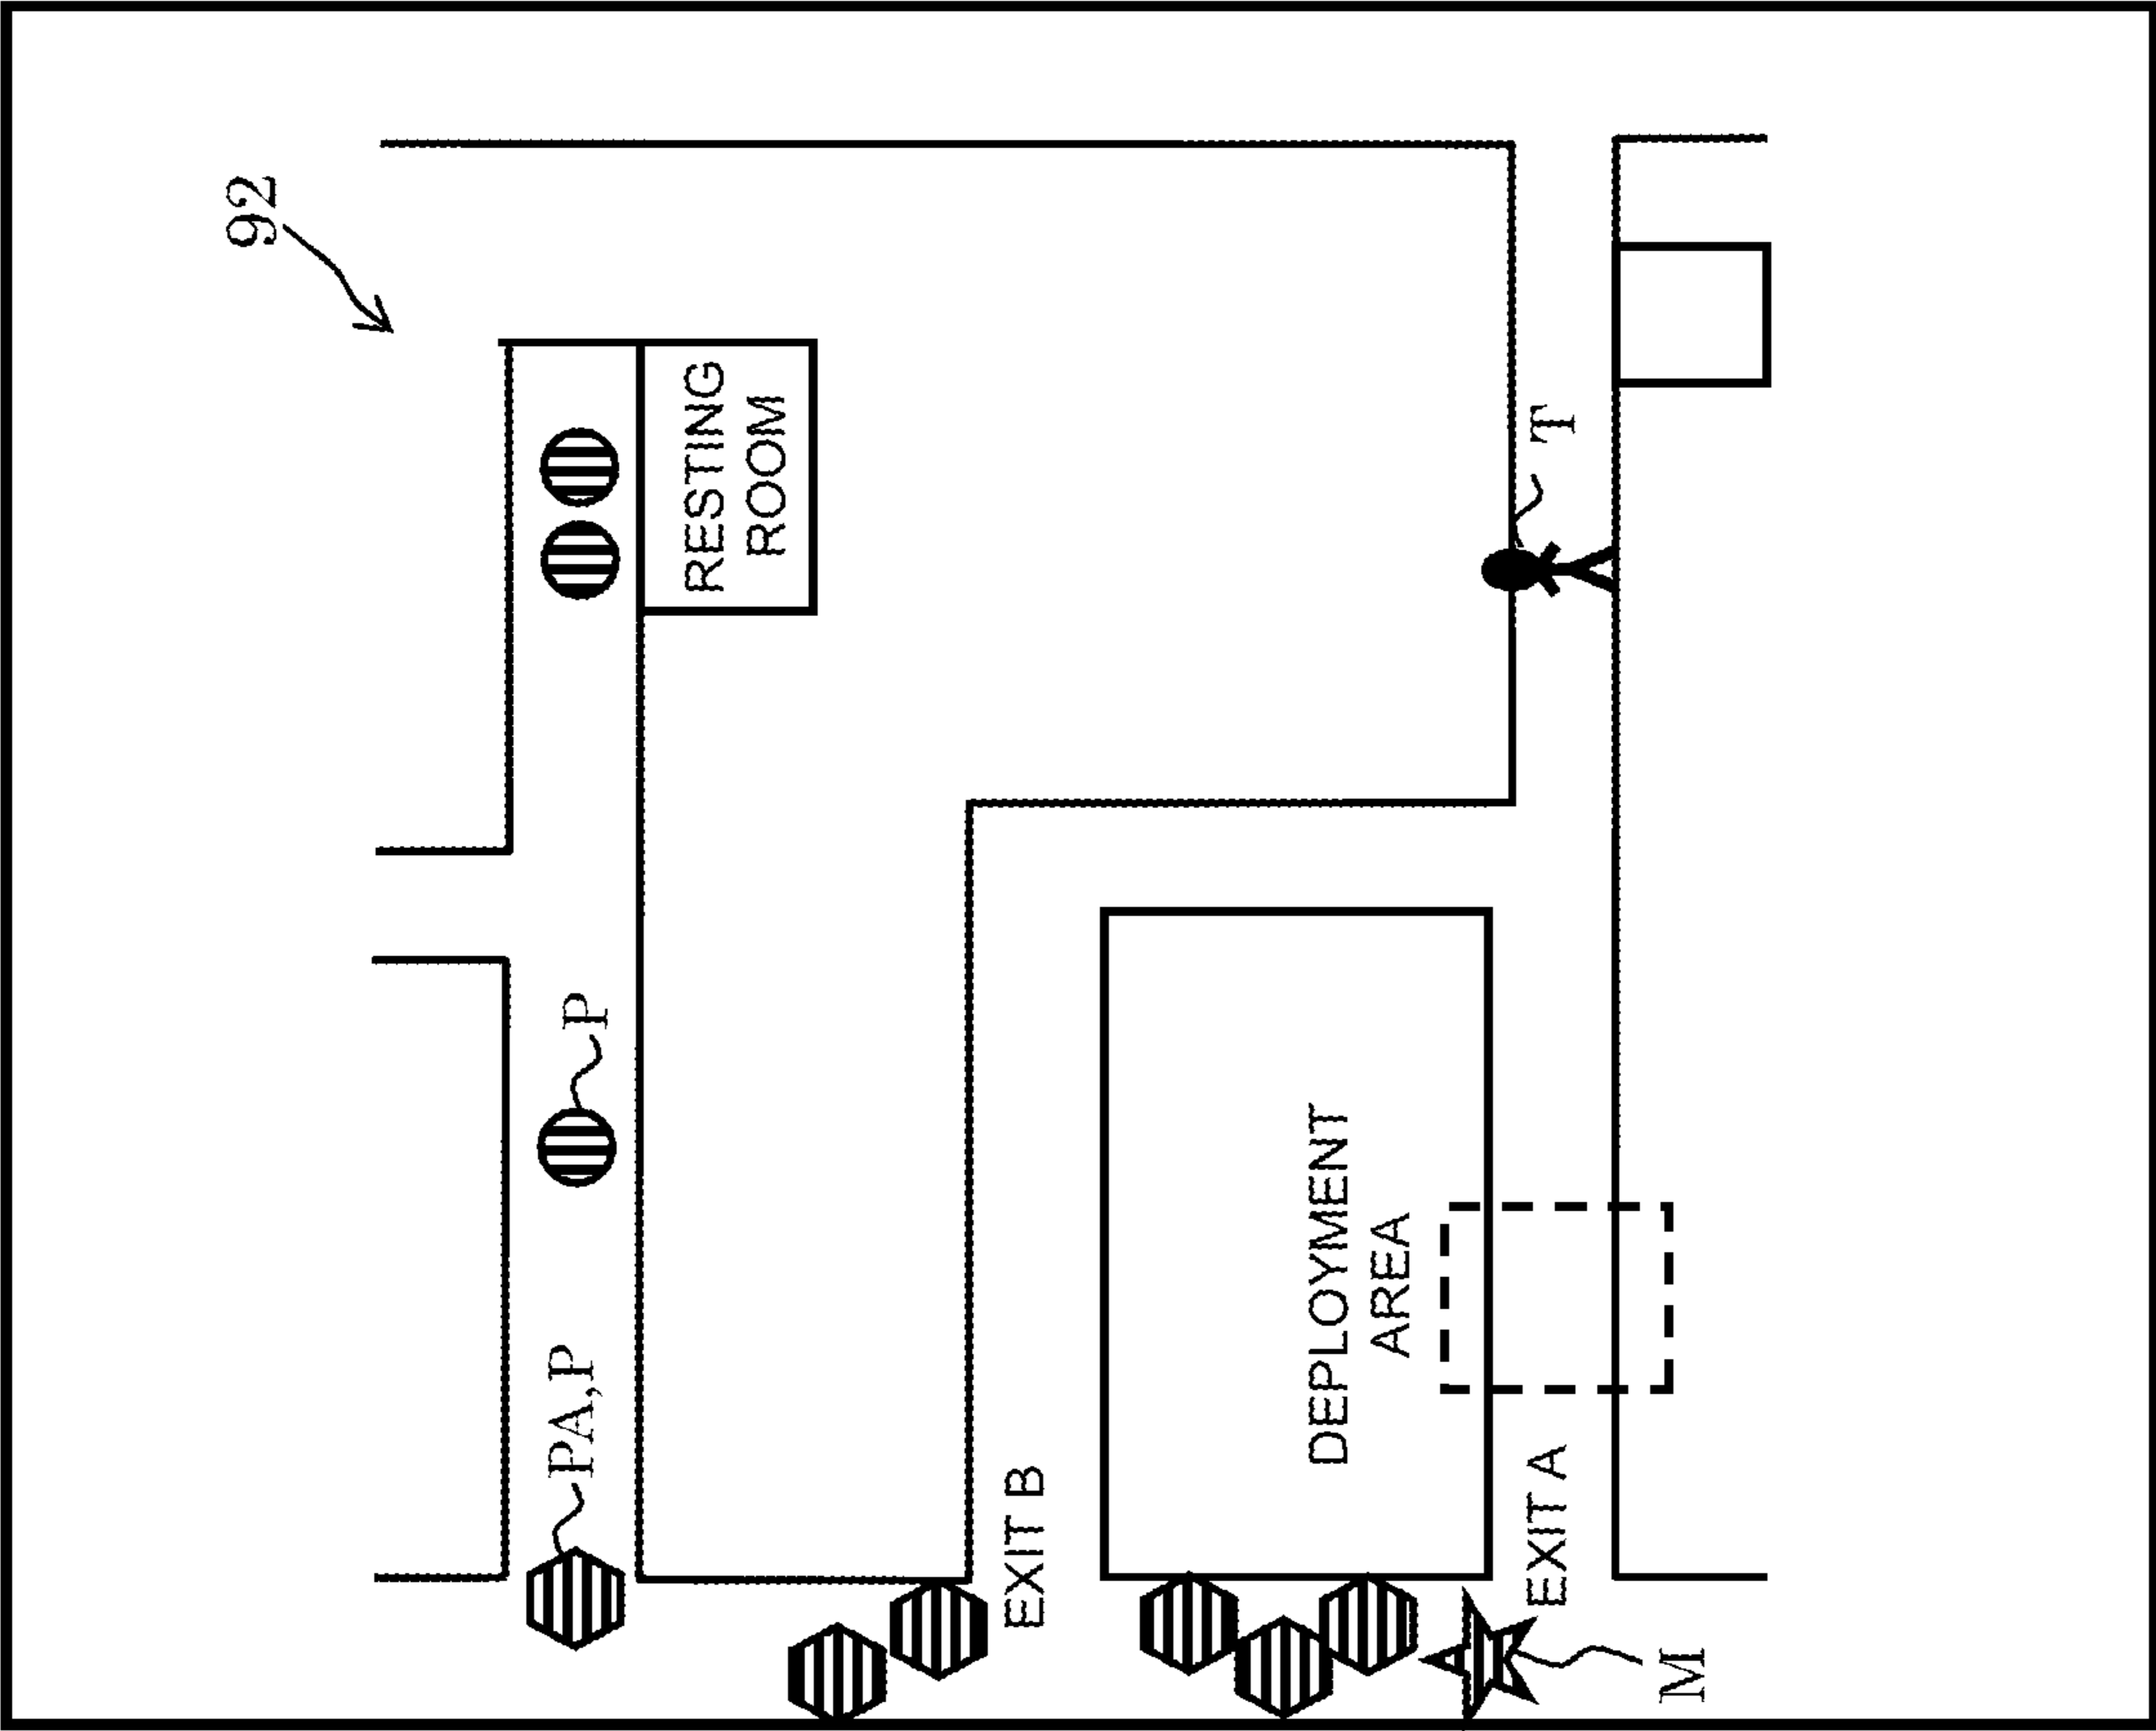 92
RESTING
ROOM
P
PA,P
T
EXIT B
DEPLOYMENT
AREA
EXIT A
M